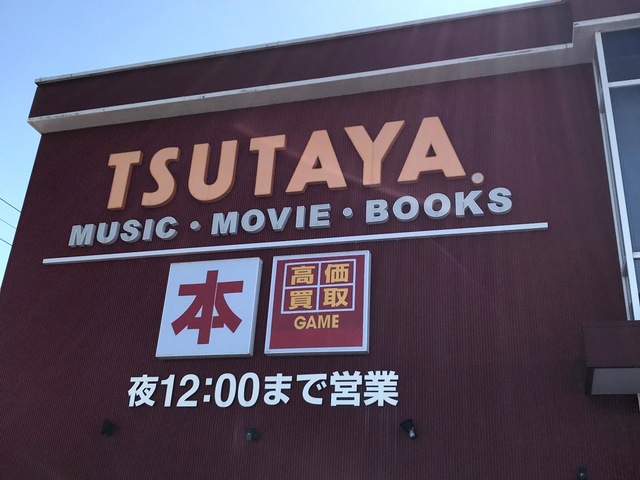 TSUTAYA.
MUSIC・MOVIE・BOOKS
本
高価
買取
GAME
夜12:00まで営業